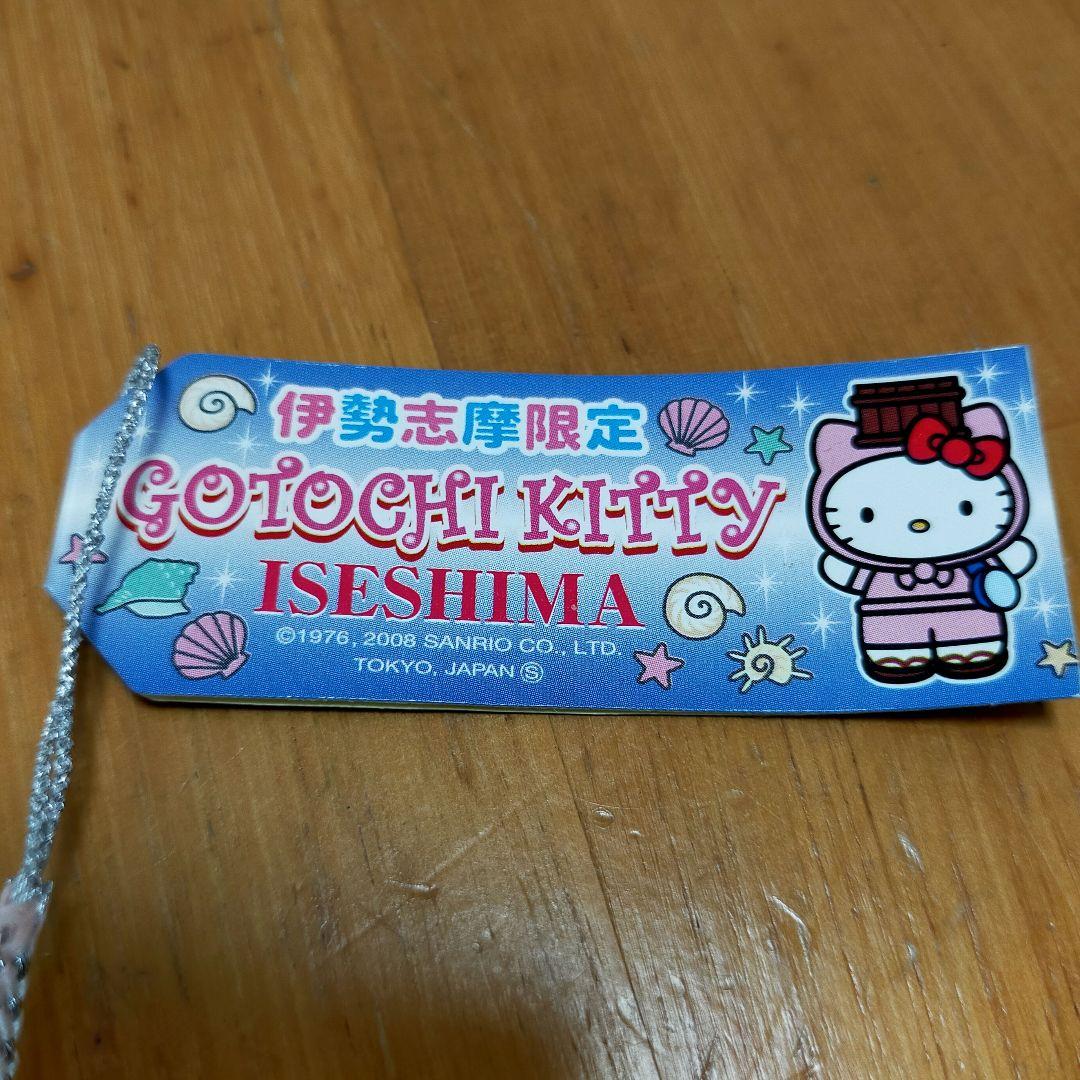 伊勢志摩限定
GOTOCHI KITTY
ISESHIMA
©1976, 2008 SANRIO CO., LTD.
TOKYO, JAPAN Ⓢ